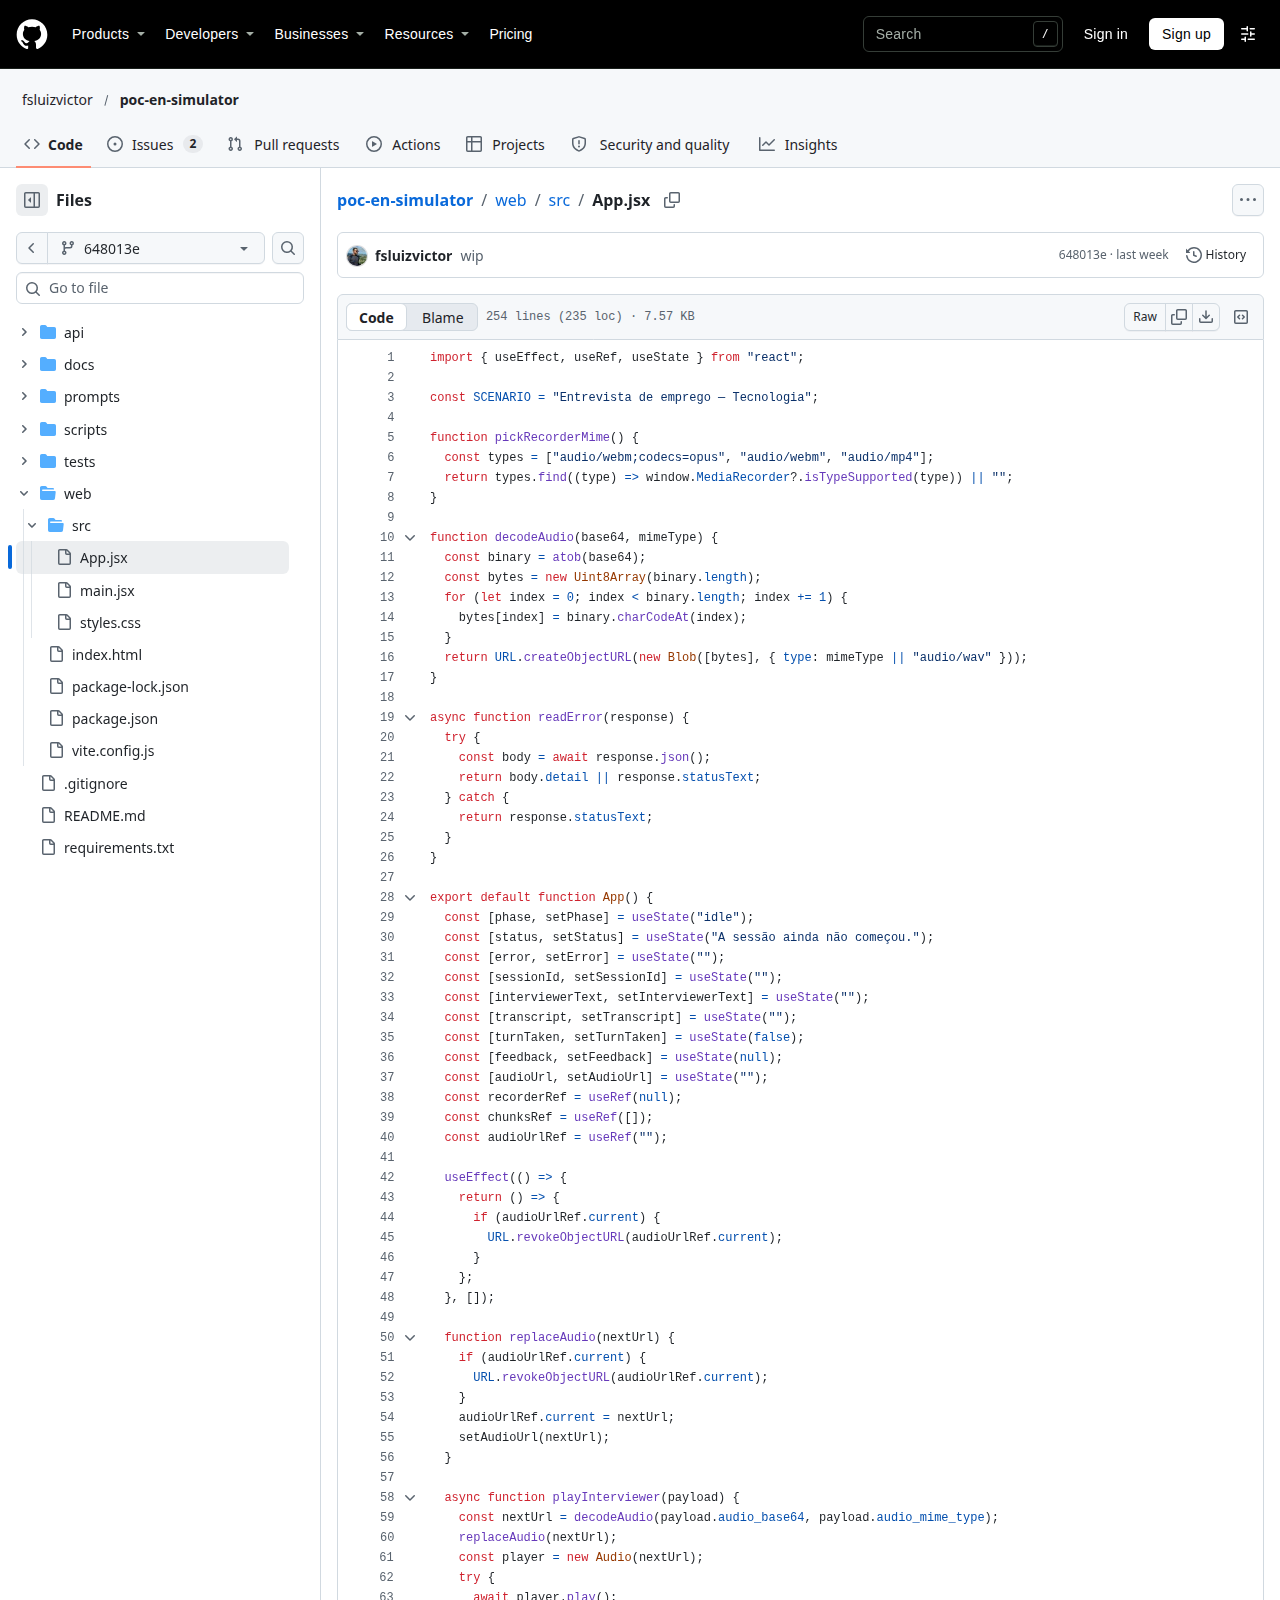 Products Developers Businesses Resources Pricing Search / Sign in Sign up
fsluizvictor / poc-en-simulator
Code Issues 2 Pull requests Actions Projects Security and quality Insights
Files
648013e
Go to file
api
docs
prompts
scripts
tests
web
src
App.jsx
main.jsx
styles.css
index.html
package-lock.json
package.json
vite.config.js
.gitignore
README.md
requirements.txt
poc-en-simulator / web / src / App.jsx
fsluizvictor wip 648013e · last week History
Code Blame 254 lines (235 loc) · 7.57 KB Raw
1 import { useEffect, useRef, useState } from "react";
2
3 const SCENARIO = "Entrevista de emprego — Tecnologia";
4
5 function pickRecorderMime() {
6   const types = ["audio/webm;codecs=opus", "audio/webm", "audio/mp4"];
7   return types.find((type) => window.MediaRecorder?.isTypeSupported(type)) || "";
8 }
9
10 function decodeAudio(base64, mimeType) {
11   const binary = atob(base64);
12   const bytes = new Uint8Array(binary.length);
13   for (let index = 0; index < binary.length; index += 1) {
14     bytes[index] = binary.charCodeAt(index);
15   }
16   return URL.createObjectURL(new Blob([bytes], { type: mimeType || "audio/wav" }));
17 }
18
19 async function readError(response) {
20   try {
21     const body = await response.json();
22     return body.detail || response.statusText;
23   } catch {
24     return response.statusText;
25   }
26 }
27
28 export default function App() {
29   const [phase, setPhase] = useState("idle");
30   const [status, setStatus] = useState("A sessão ainda não começou.");
31   const [error, setError] = useState("");
32   const [sessionId, setSessionId] = useState("");
33   const [interviewerText, setInterviewerText] = useState("");
34   const [transcript, setTranscript] = useState("");
35   const [turnTaken, setTurnTaken] = useState(false);
36   const [feedback, setFeedback] = useState(null);
37   const [audioUrl, setAudioUrl] = useState("");
38   const recorderRef = useRef(null);
39   const chunksRef = useRef([]);
40   const audioUrlRef = useRef("");
41
42   useEffect(() => {
43     return () => {
44       if (audioUrlRef.current) {
45         URL.revokeObjectURL(audioUrlRef.current);
46       }
47     };
48   }, []);
49
50   function replaceAudio(nextUrl) {
51     if (audioUrlRef.current) {
52       URL.revokeObjectURL(audioUrlRef.current);
53     }
54     audioUrlRef.current = nextUrl;
55     setAudioUrl(nextUrl);
56   }
57
58   async function playInterviewer(payload) {
59     const nextUrl = decodeAudio(payload.audio_base64, payload.audio_mime_type);
60     replaceAudio(nextUrl);
61     const player = new Audio(nextUrl);
62     try {
63       await player.play();